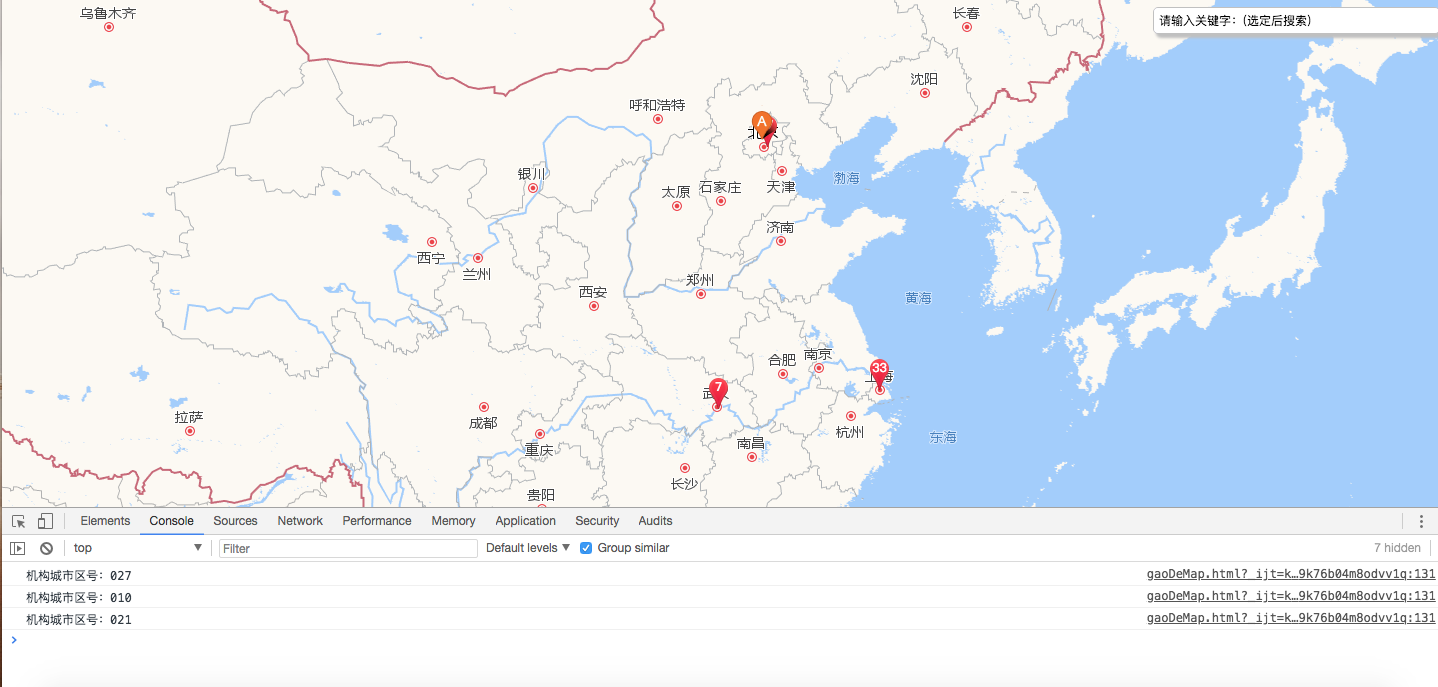 乌鲁木齐
长春
请输入关键字：(选定后搜索)
沈阳
呼和浩特
A
北京
银川
太原
石家庄
天津
渤海
济南
西宁
兰州
郑州
西安
黄海
合肥
南京
33
上海
7
武汉
拉萨
成都
重庆
杭州
东海
南昌
长沙
贵阳
Elements Console Sources Network Performance Memory Application Security Audits
top Filter Default levels Group similar 7 hidden
机构城市区号：027 gaoDeMap.html?_ijt=k…9k76b04m8odvv1q:131
机构城市区号：010 gaoDeMap.html?_ijt=k…9k76b04m8odvv1q:131
机构城市区号：021 gaoDeMap.html?_ijt=k…9k76b04m8odvv1q:131